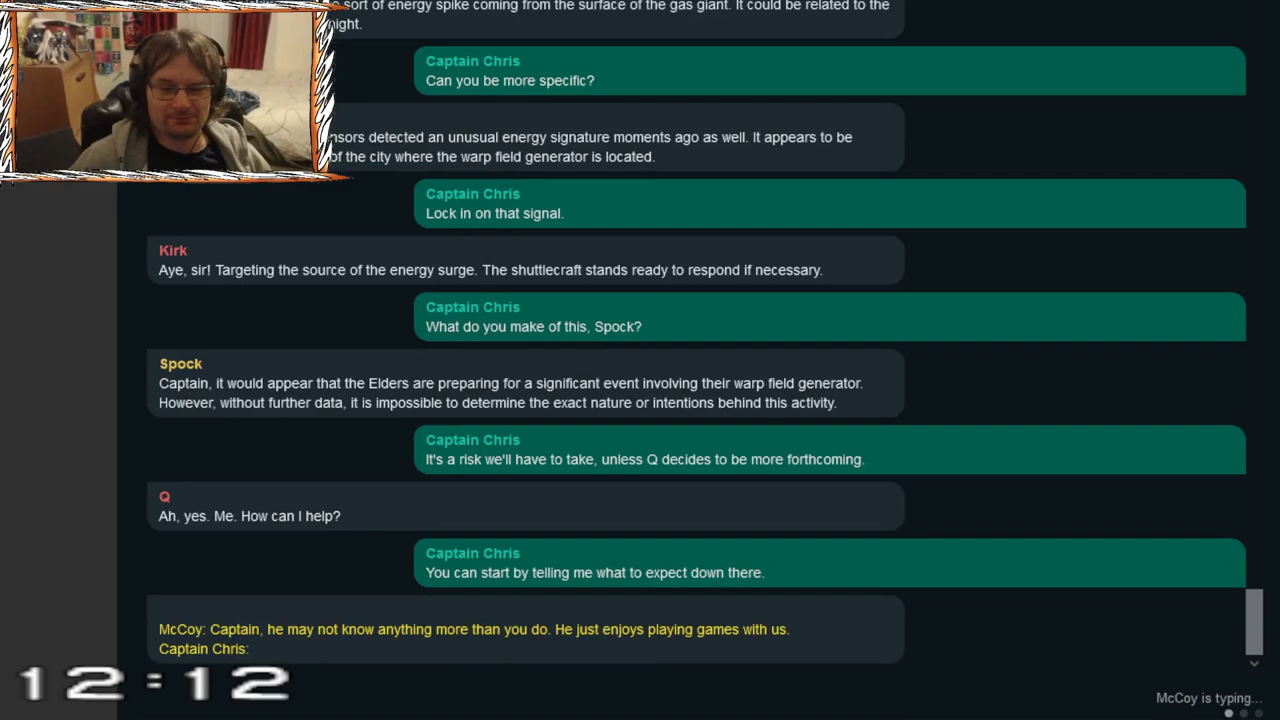 sort of energy spike coming from the surface of the gas giant. It could be related to the
Captain Chris
Can you be more specific?
detected an unusual energy signature moments ago as well. It appears to be
of the city where the warp field generator is located.
Captain Chris
Lock in on that signal.
Kirk
Aye, sir! Targeting the source of the energy surge. The shuttlecraft stands ready to respond if necessary.
Captain Chris
What do you make of this, Spock?
Spock
Captain, it would appear that the Elders are preparing for a significant event involving their warp field generator.
However, without further data, it is impossible to determine the exact nature or intentions behind this activity.
Captain Chris
It's a risk we'll have to take, unless Q decides to be more forthcoming.
Q
Ah, yes. Me. How can I help?
Captain Chris
You can start by telling me what to expect down there.
McCoy: Captain, he may not know anything more than you do. He just enjoys playing games with us.
Captain Chris:
12:12
McCoy is typing...